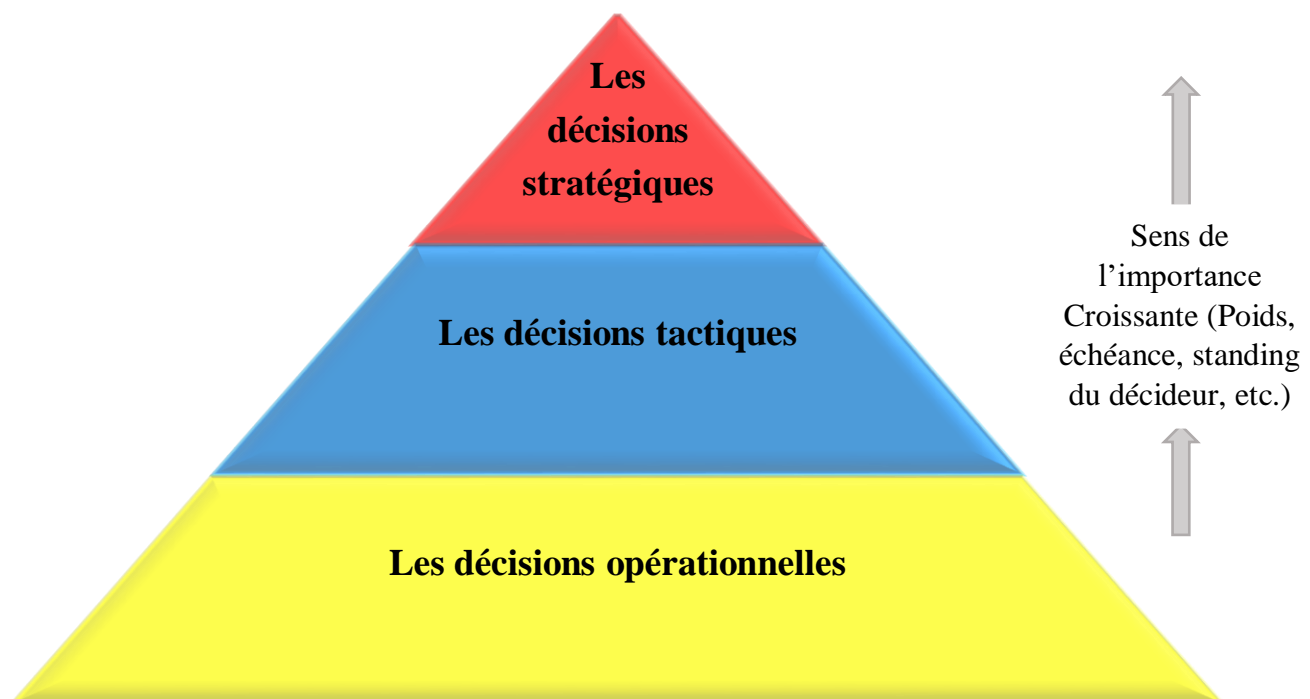 Les
décisions
stratégiques
Les décisions tactiques
Les décisions opérationnelles
Sens de
l’importance
Croissante (Poids,
échéance, standing
du décideur, etc.)